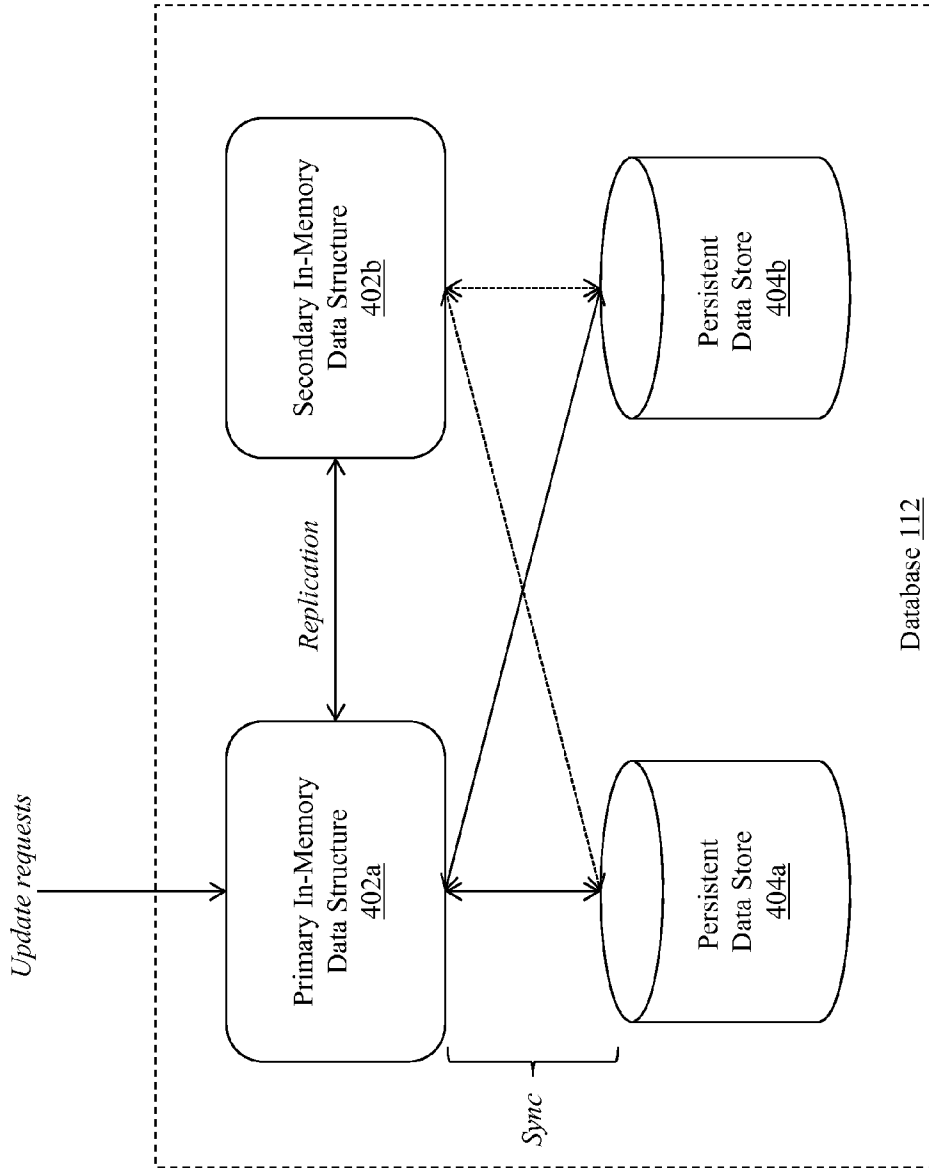 Update requests
Primary In-Memory
Data Structure
402a
Replication
Secondary In-Memory
Data Structure
402b
Sync
Persistent
Data Store
404a
Persistent
Data Store
404b
Database 112